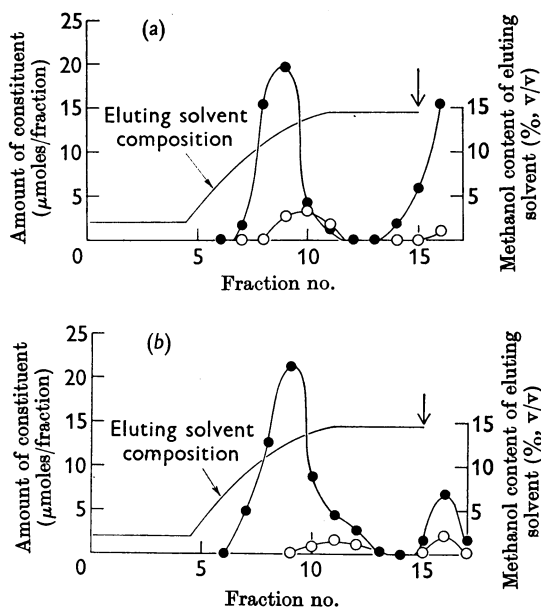 (a)
Amount of constituent
(μmoles/fraction)
25
20
15
10
5
0
Eluting solvent
composition
15
10
5
Methanol content of eluting
solvent (%, v/v)
5
10
15
Fraction no.
(b)
Amount of constituent
(μmoles/fraction)
25
20
15
10
5
0
Eluting solvent
composition
15
10
5
Methanol content of eluting
solvent (%, v/v)
5
10
15
Fraction no.